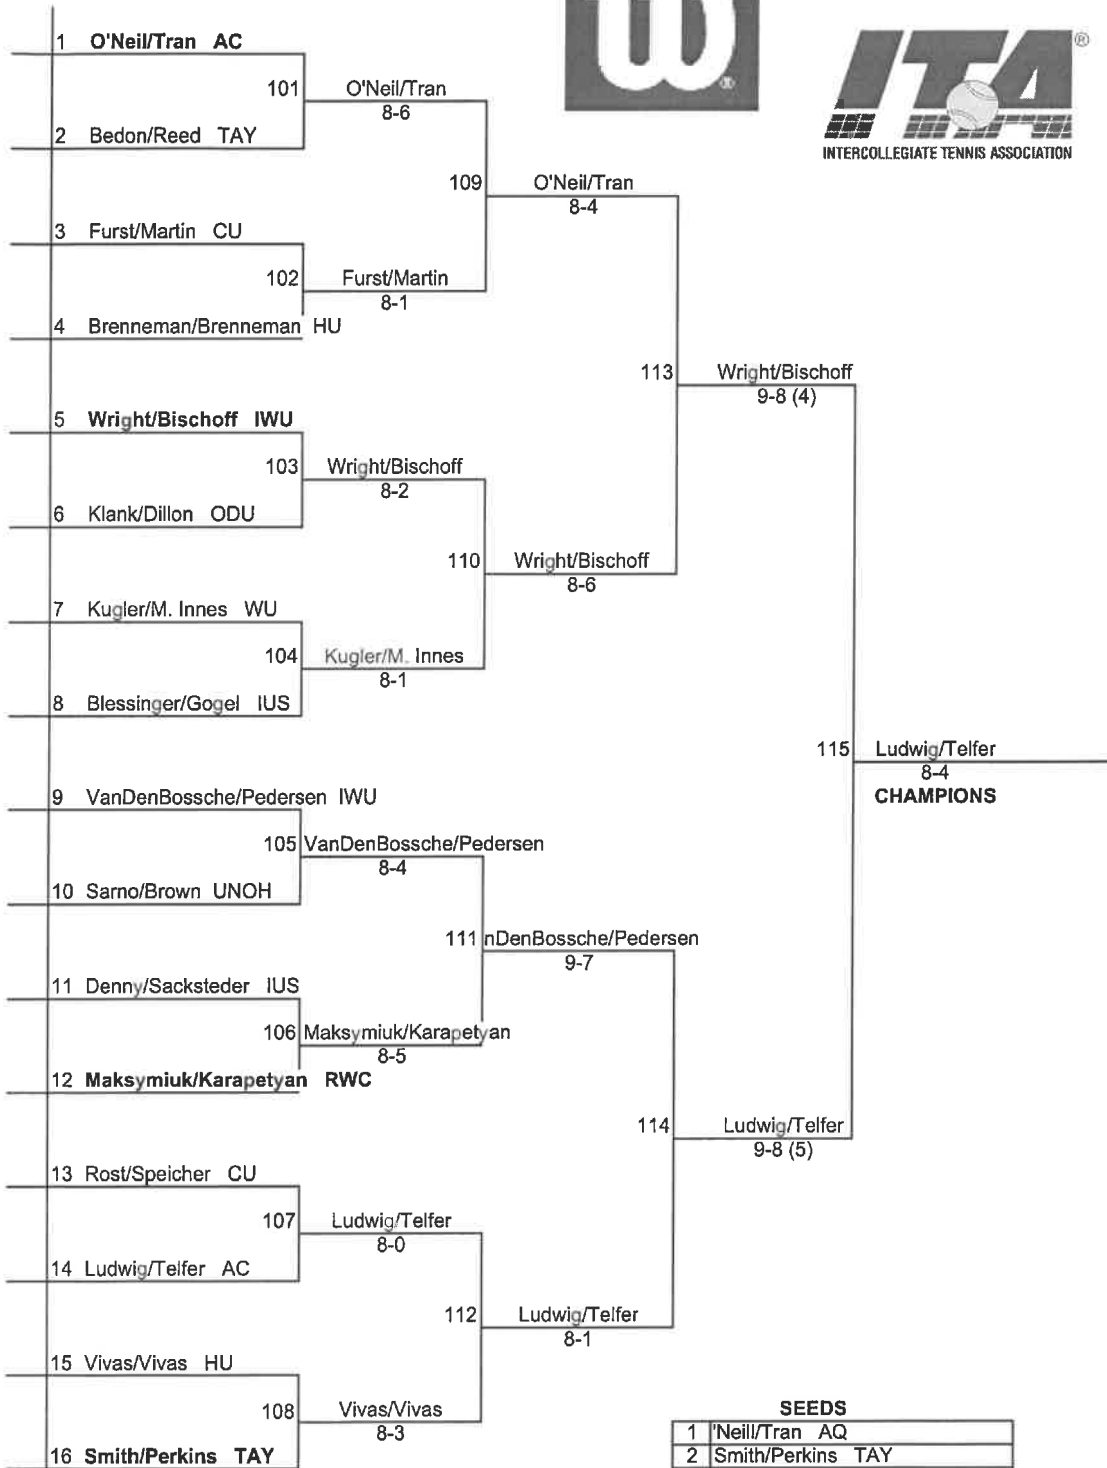 1 O'Neil/Tran AC
101 O'Neil/Tran
8-6
2 Bedon/Reed TAY
109 O'Neil/Tran
8-4
3 Furst/Martin CU
102 Furst/Martin
8-1
4 Brenneman/Brenneman HU
113 Wright/Bischoff
9-8 (4)
5 Wright/Bischoff IWU
103 Wright/Bischoff
8-2
6 Klank/Dillon ODU
110 Wright/Bischoff
8-6
7 Kugler/M. Innes WU
104 Kugler/M. Innes
8-1
8 Blessinger/Gogel IUS
115 Ludwig/Telfer
8-4
CHAMPIONS
9 VanDenBossche/Pedersen IWU
105 VanDenBossche/Pedersen
8-4
10 Sarno/Brown UNOH
111 nDenBossche/Pedersen
9-7
11 Denny/Sacksteder IUS
106 Maksymiuk/Karapetyan
8-5
12 Maksymiuk/Karapetyan RWC
114 Ludwig/Telfer
9-8 (5)
13 Rost/Speicher CU
107 Ludwig/Telfer
8-0
14 Ludwig/Telfer AC
112 Ludwig/Telfer
8-1
15 Vivas/Vivas HU
108 Vivas/Vivas
8-3
16 Smith/Perkins TAY
W ®
ITA ®
INTERCOLLEGIATE TENNIS ASSOCIATION
SEEDS
1 'Neill/Tran AQ
2 Smith/Perkins TAY